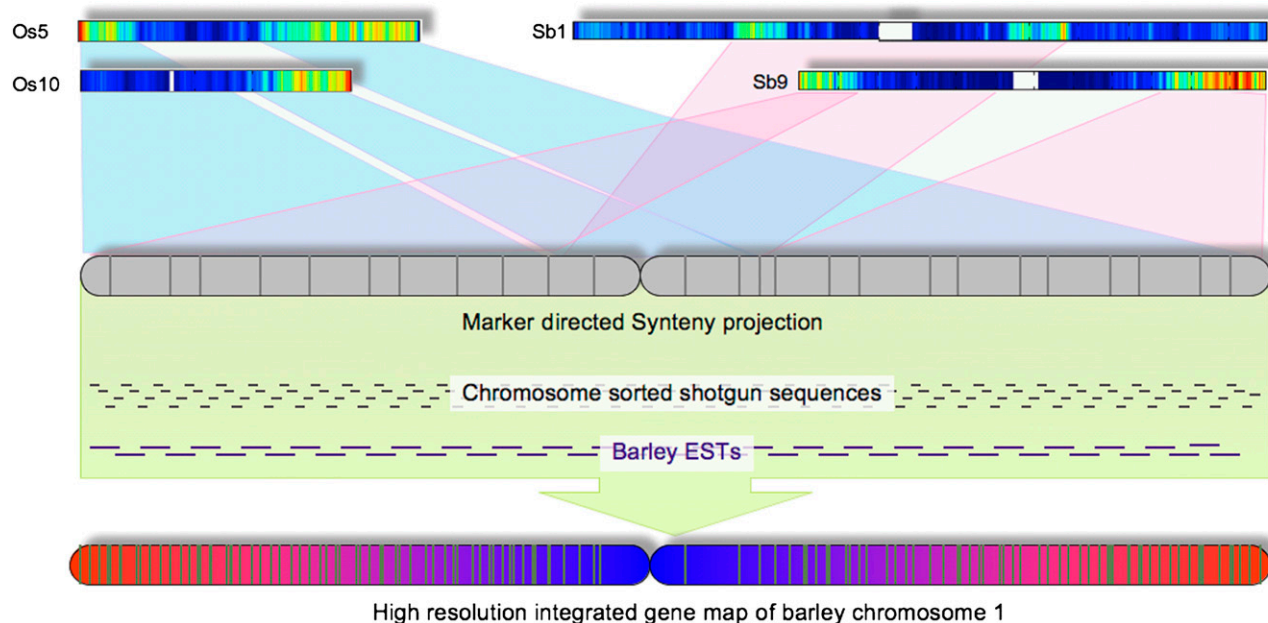 Os5
Sb1
Os10
Sb9
Marker directed Synteny projection
Chromosome sorted shotgun sequences
Barley ESTs
High resolution integrated gene map of barley chromosome 1